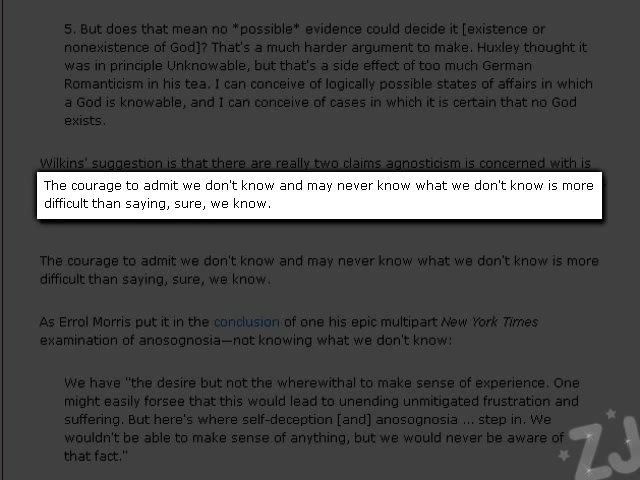 5. But does that mean no *possible* evidence could decide it [existence or
nonexistence of God]? That's a much harder argument to make. Huxley thought it
was in principle Unknowable, but that's a side effect of too much German
Romanticism in his tea. I can conceive of logically possible states of affairs in which
a God is knowable, and I can conceive of cases in which it is certain that no God
exists.
Wilkins' suggestion is that there are really two claims agnosticism is concerned with is
The courage to admit we don't know and may never know what we don't know is more
difficult than saying, sure, we know.
The courage to admit we don't know and may never know what we don't know is more
difficult than saying, sure, we know.
As Errol Morris put it in the conclusion of one his epic multipart New York Times
examination of anosognosia—not knowing what we don't know:
We have "the desire but not the wherewithal to make sense of experience. One
might easily forsee that this would lead to unending unmitigated frustration and
suffering. But here's where self-deception [and] anosognosia ... step in. We
wouldn't be able to make sense of anything, but we would never be aware of
that fact."
ZJ